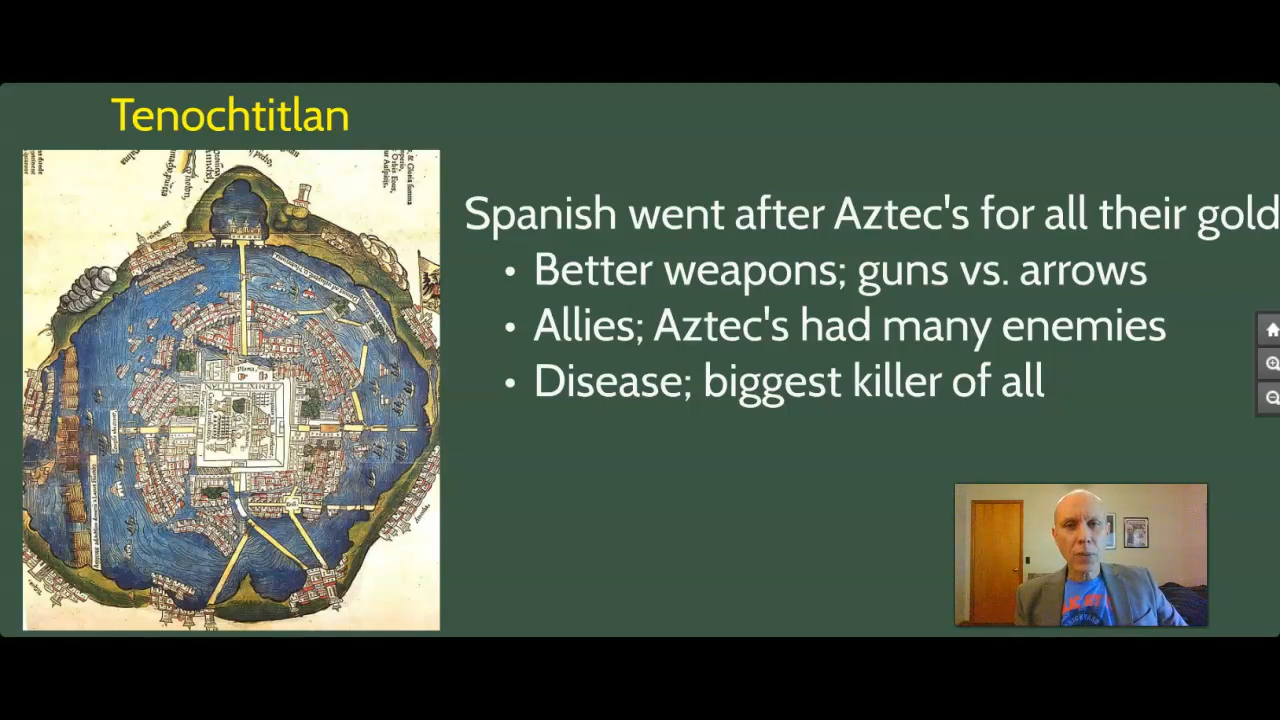 Tenochtitlan
Spanish went after Aztec's for all their gold
• Better weapons; guns vs. arrows
• Allies; Aztec's had many enemies
• Disease; biggest killer of all